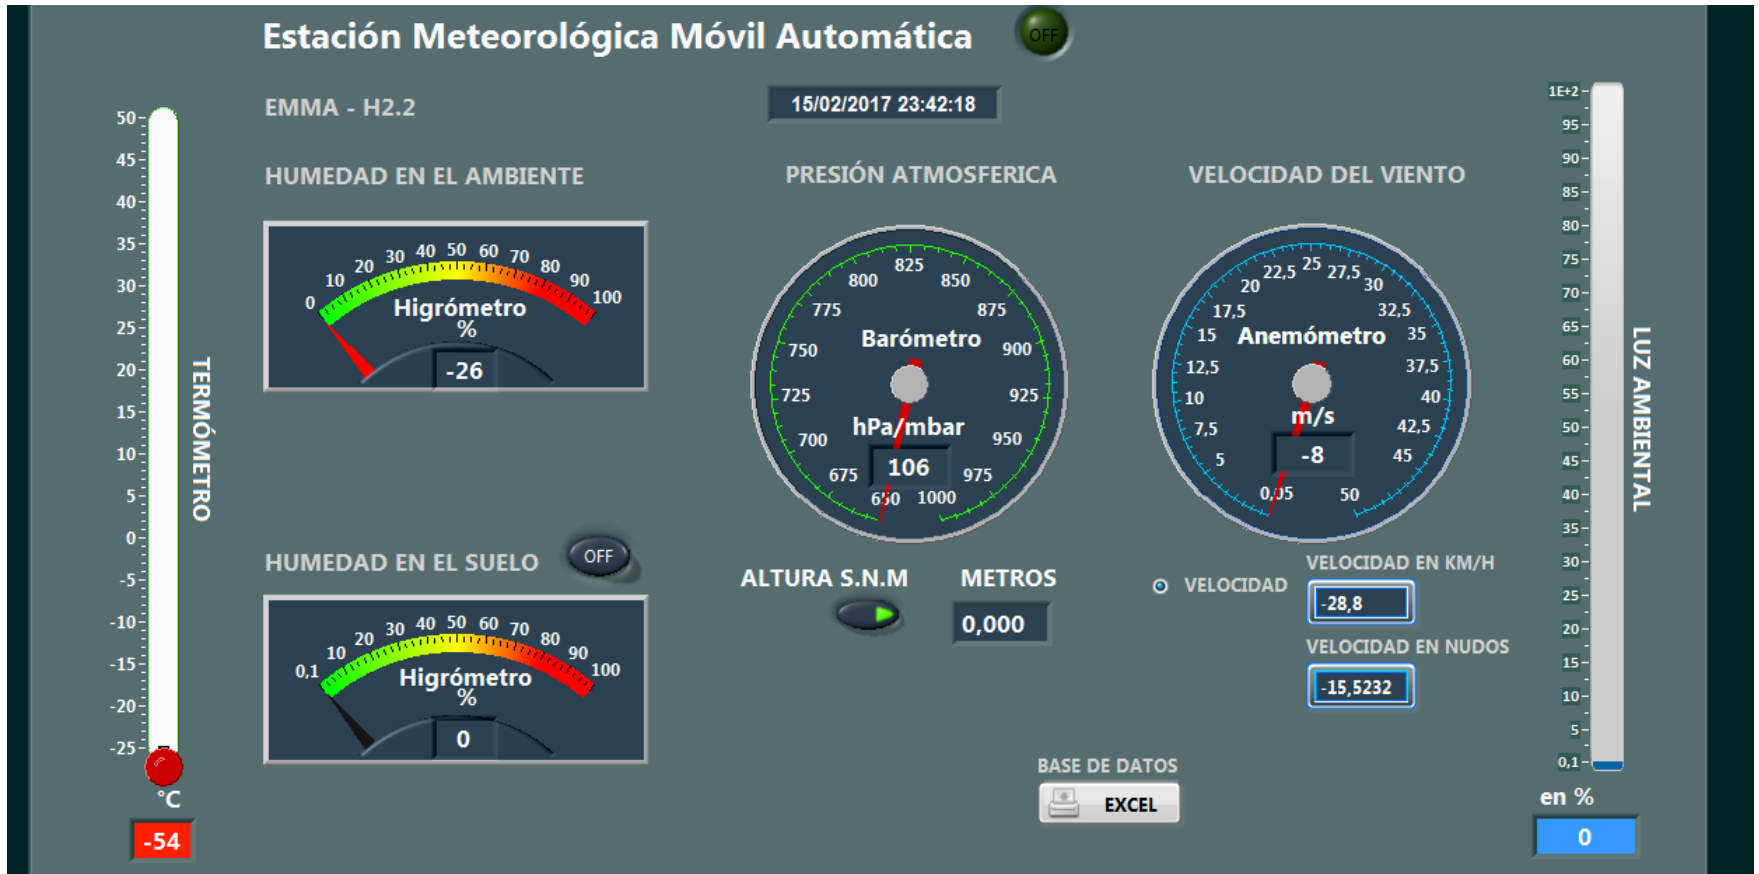 Estación Meteorológica Móvil Automática
OFF
EMMA - H2.2
15/02/2017 23:42:18
50
45
40
35
30
25
20
15
10
5
0
-5
-10
-15
-20
-25
°C
-54
TERMÓMETRO
HUMEDAD EN EL AMBIENTE
0 10 20 30 40 50 60 70 80 90 100
Higrómetro
%
-26
HUMEDAD EN EL SUELO
OFF
0,1 10 20 30 40 50 60 70 80 90 100
Higrómetro
%
0
PRESIÓN ATMOSFERICA
650 675 700 725 750 775 800 825 850 875 900 925 950 975 1000
Barómetro
hPa/mbar
106
ALTURA S.N.M
METROS
0,000
VELOCIDAD DEL VIENTO
0,05 5 7,5 10 12,5 15 17,5 20 22,5 25 27,5 30 32,5 35 37,5 40 42,5 45 50
Anemómetro
m/s
-8
VELOCIDAD
VELOCIDAD EN KM/H
-28,8
VELOCIDAD EN NUDOS
-15,5232
BASE DE DATOS
EXCEL
1E+2
95
90
85
80
75
70
65
60
55
50
45
40
35
30
25
20
15
10
5
0,1
LUZ AMBIENTAL
en %
0